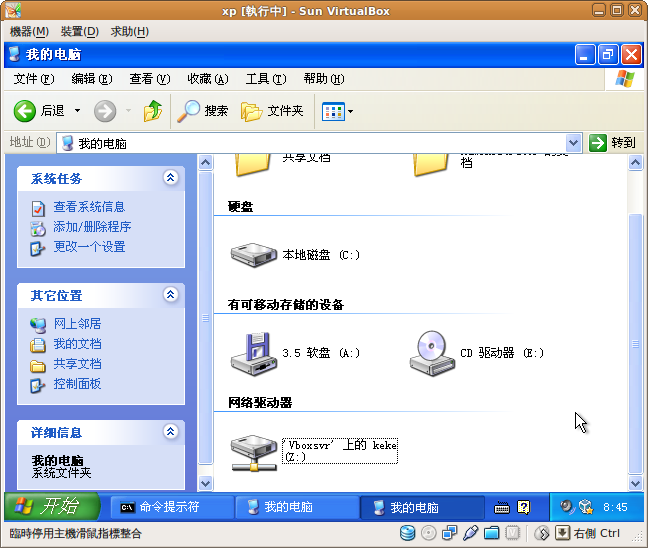 xp [執行中] - Sun VirtualBox
機器(M) 裝置(D) 求助(H)
我的电脑
文件(F) 编辑(E) 查看(V) 收藏(A) 工具(T) 帮助(H)
后退 搜索 文件夹
地址(D) 我的电脑 转到
系统任务
查看系统信息
添加/删除程序
更改一个设置
其它位置
网上邻居
我的文档
共享文档
控制面板
详细信息
我的电脑
系统文件夹
共享文档
档
硬盘
本地磁盘 (C:)
有可移动存储的设备
3.5 软盘 (A:)
CD 驱动器 (E:)
网络驱动器
'Vboxsvr' 上的 keke
(Z:)
开始 命令提示符 我的电脑 我的电脑 8:45
臨時停用主機滑鼠指標整合 右側 Ctrl